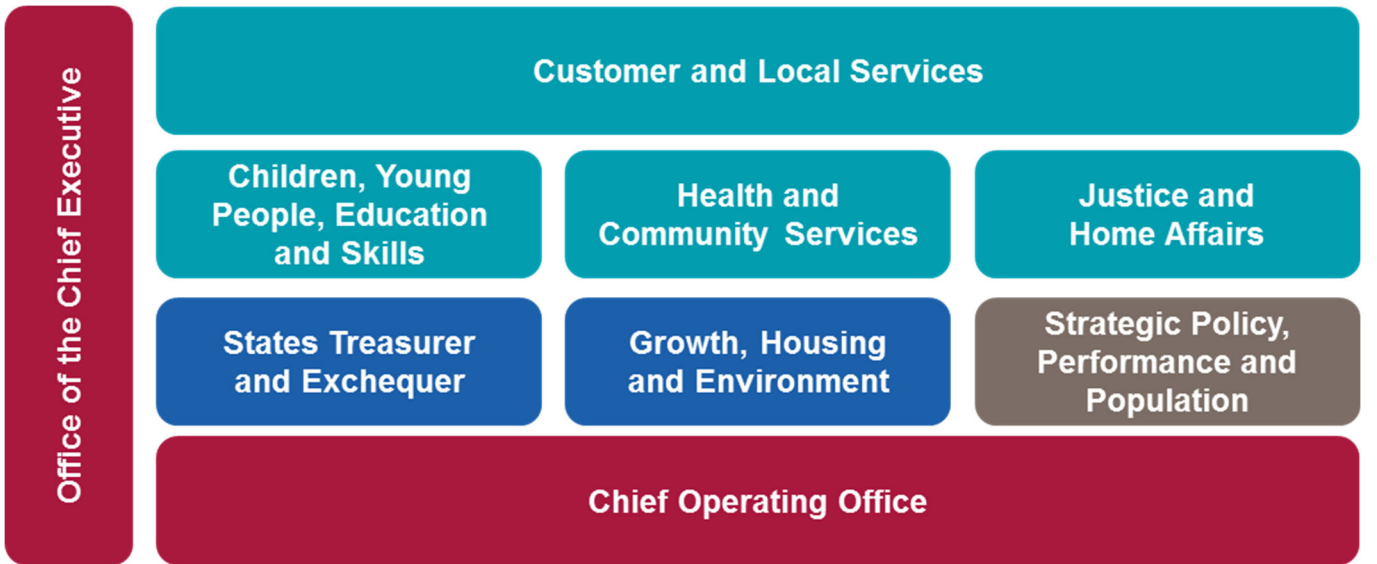 Office of the Chief Executive
Customer and Local Services
Children, Young
People, Education
and Skills
Health and
Community Services
Justice and
Home Affairs
States Treasurer
and Exchequer
Growth, Housing
and Environment
Strategic Policy,
Performance and
Population
Chief Operating Office